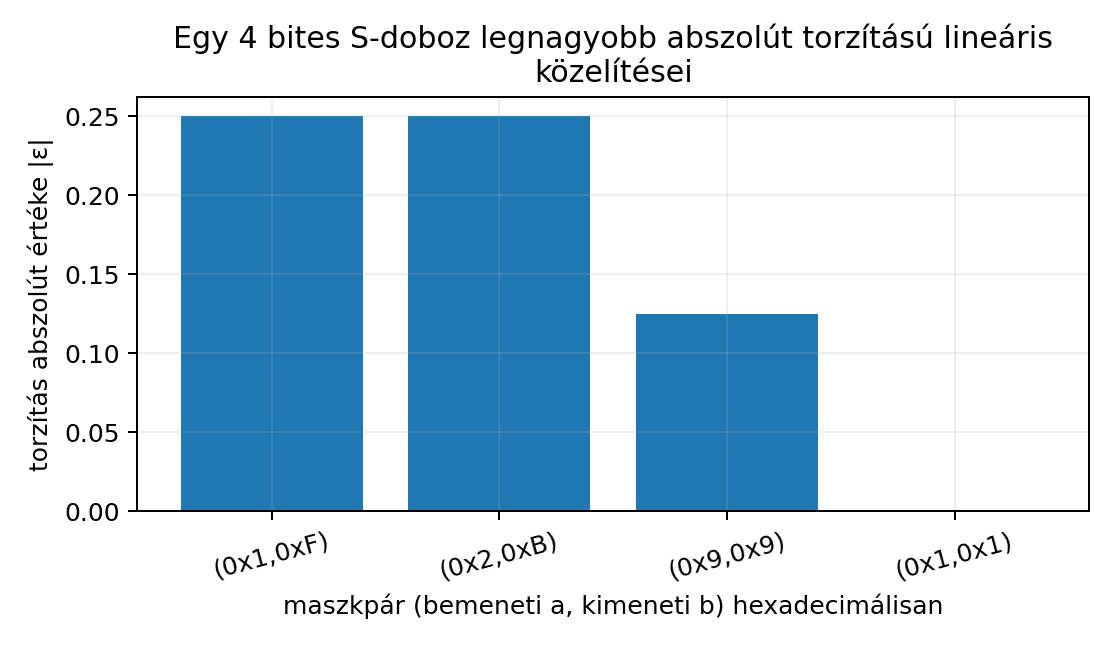 Egy 4 bites S-doboz legnagyobb abszolút torzítású lineáris
közelítései
torzítás abszolút értéke |ε|
0.25
0.20
0.15
0.10
0.05
0.00
(0x1,0xF)
(0x2,0xB)
(0x9,0x9)
(0x1,0x1)
maszkpár (bemeneti a, kimeneti b) hexadecimálisan